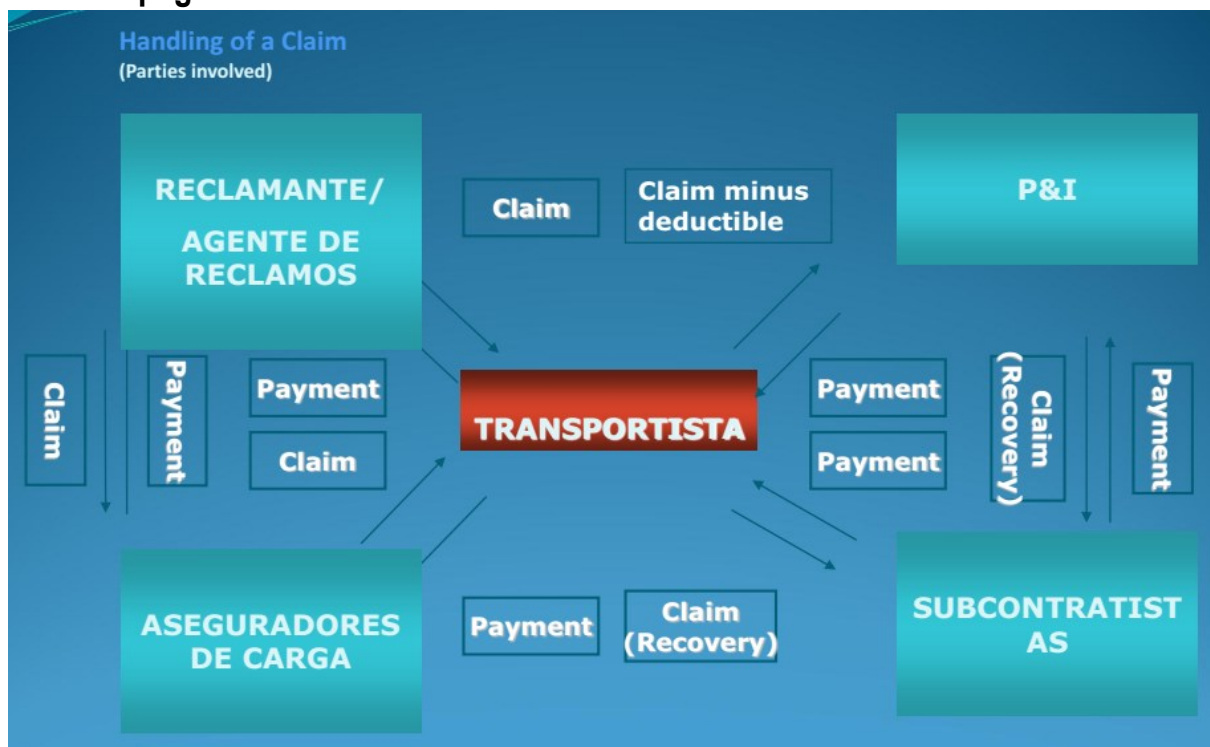 Handling of a Claim
(Parties involved)
RECLAMANTE/
AGENTE DE
RECLAMOS
Claim
Claim minus
deductible
P&I
Claim
Payment
Payment
Claim
TRANSPORTISTA
Payment
Payment
Claim
(Recovery)
Payment
ASEGURADORES
DE CARGA
Payment
Claim
(Recovery)
SUBCONTRATIST
AS